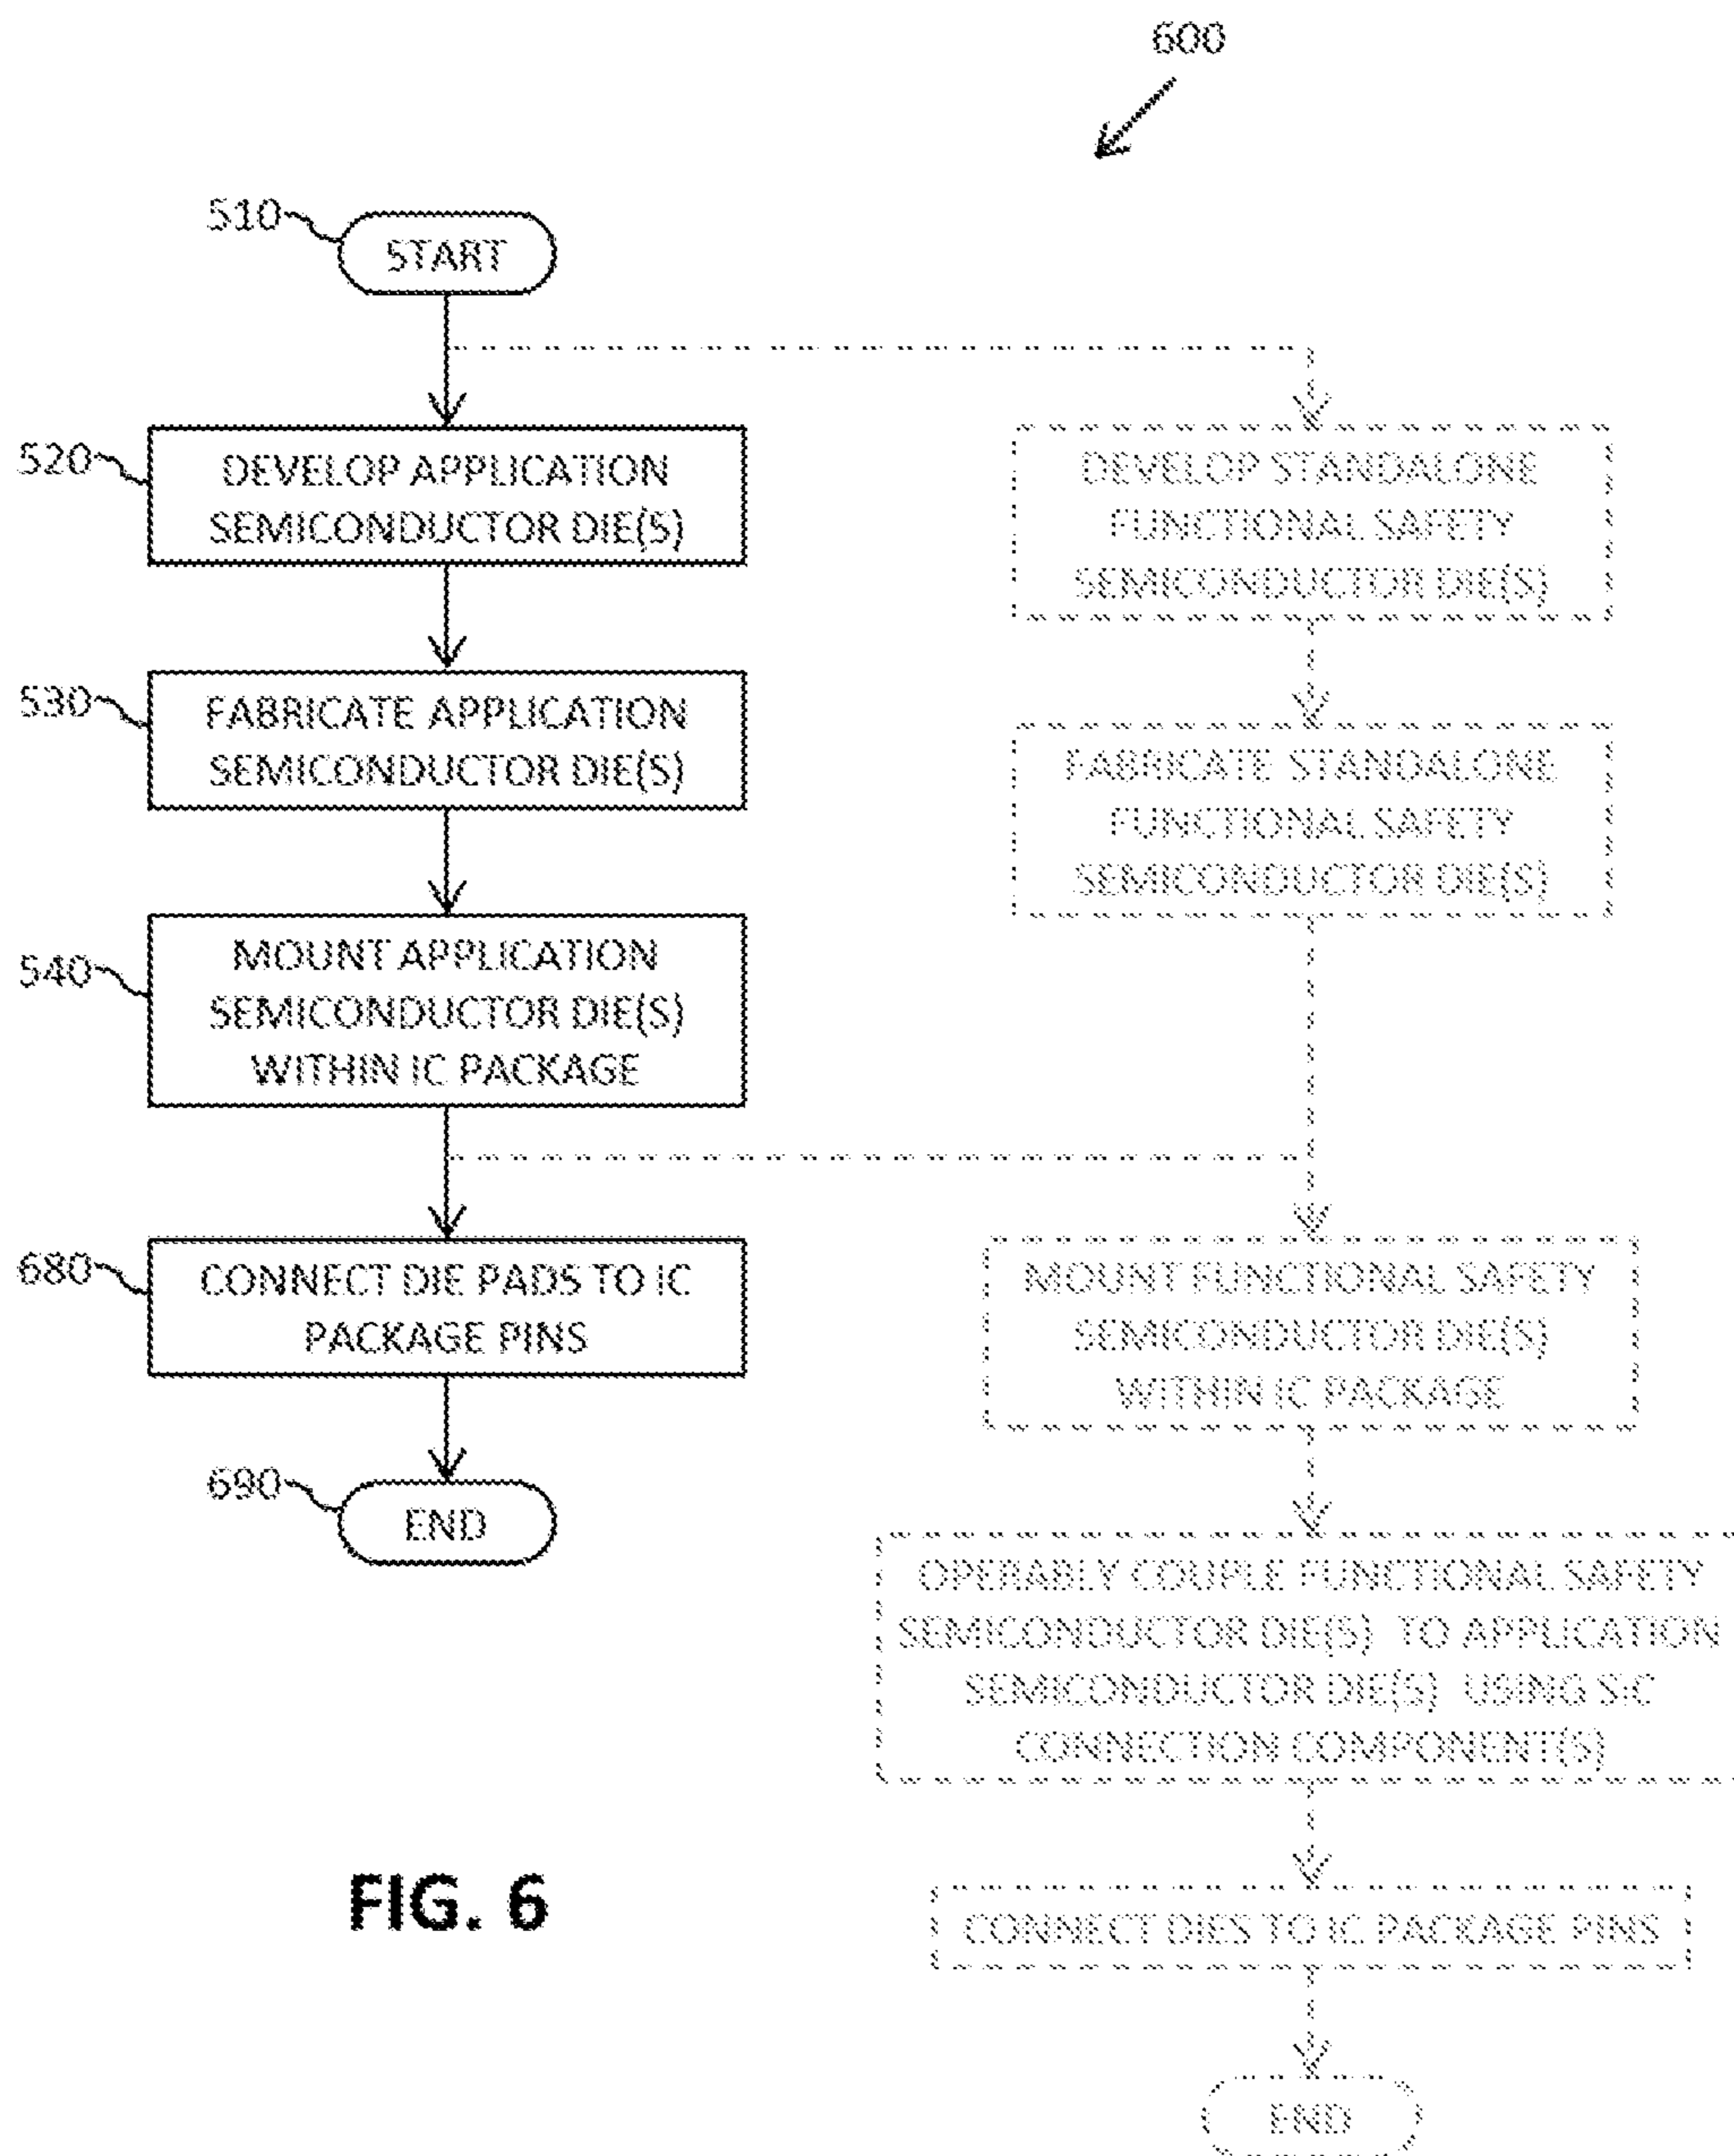 600
510
START
520
DEVELOP APPLICATION
SEMICONDUCTOR DIE(S)
530
FABRICATE APPLICATION
SEMICONDUCTOR DIE(S)
540
MOUNT APPLICATION
SEMICONDUCTOR DIE(S)
WITHIN IC PACKAGE
680
CONNECT DIE PADS TO IC
PACKAGE PINS
690
END
DEVELOP STANDALONE
FUNCTIONAL SAFETY
SEMICONDUCTOR DIE(S)
FABRICATE STANDALONE
FUNCTIONAL SAFETY
SEMICONDUCTOR DIE(S)
MOUNT FUNCTIONAL SAFETY
SEMICONDUCTOR DIE(S)
WITHIN IC PACKAGE
OPERABLY COUPLE FUNCTIONAL SAFETY
SEMICONDUCTOR DIE(S) TO APPLICATION
SEMICONDUCTOR DIE(S) USING SiC
CONNECTION COMPONENT(S)
CONNECT DIES TO IC PACKAGE PINS
END
FIG. 6